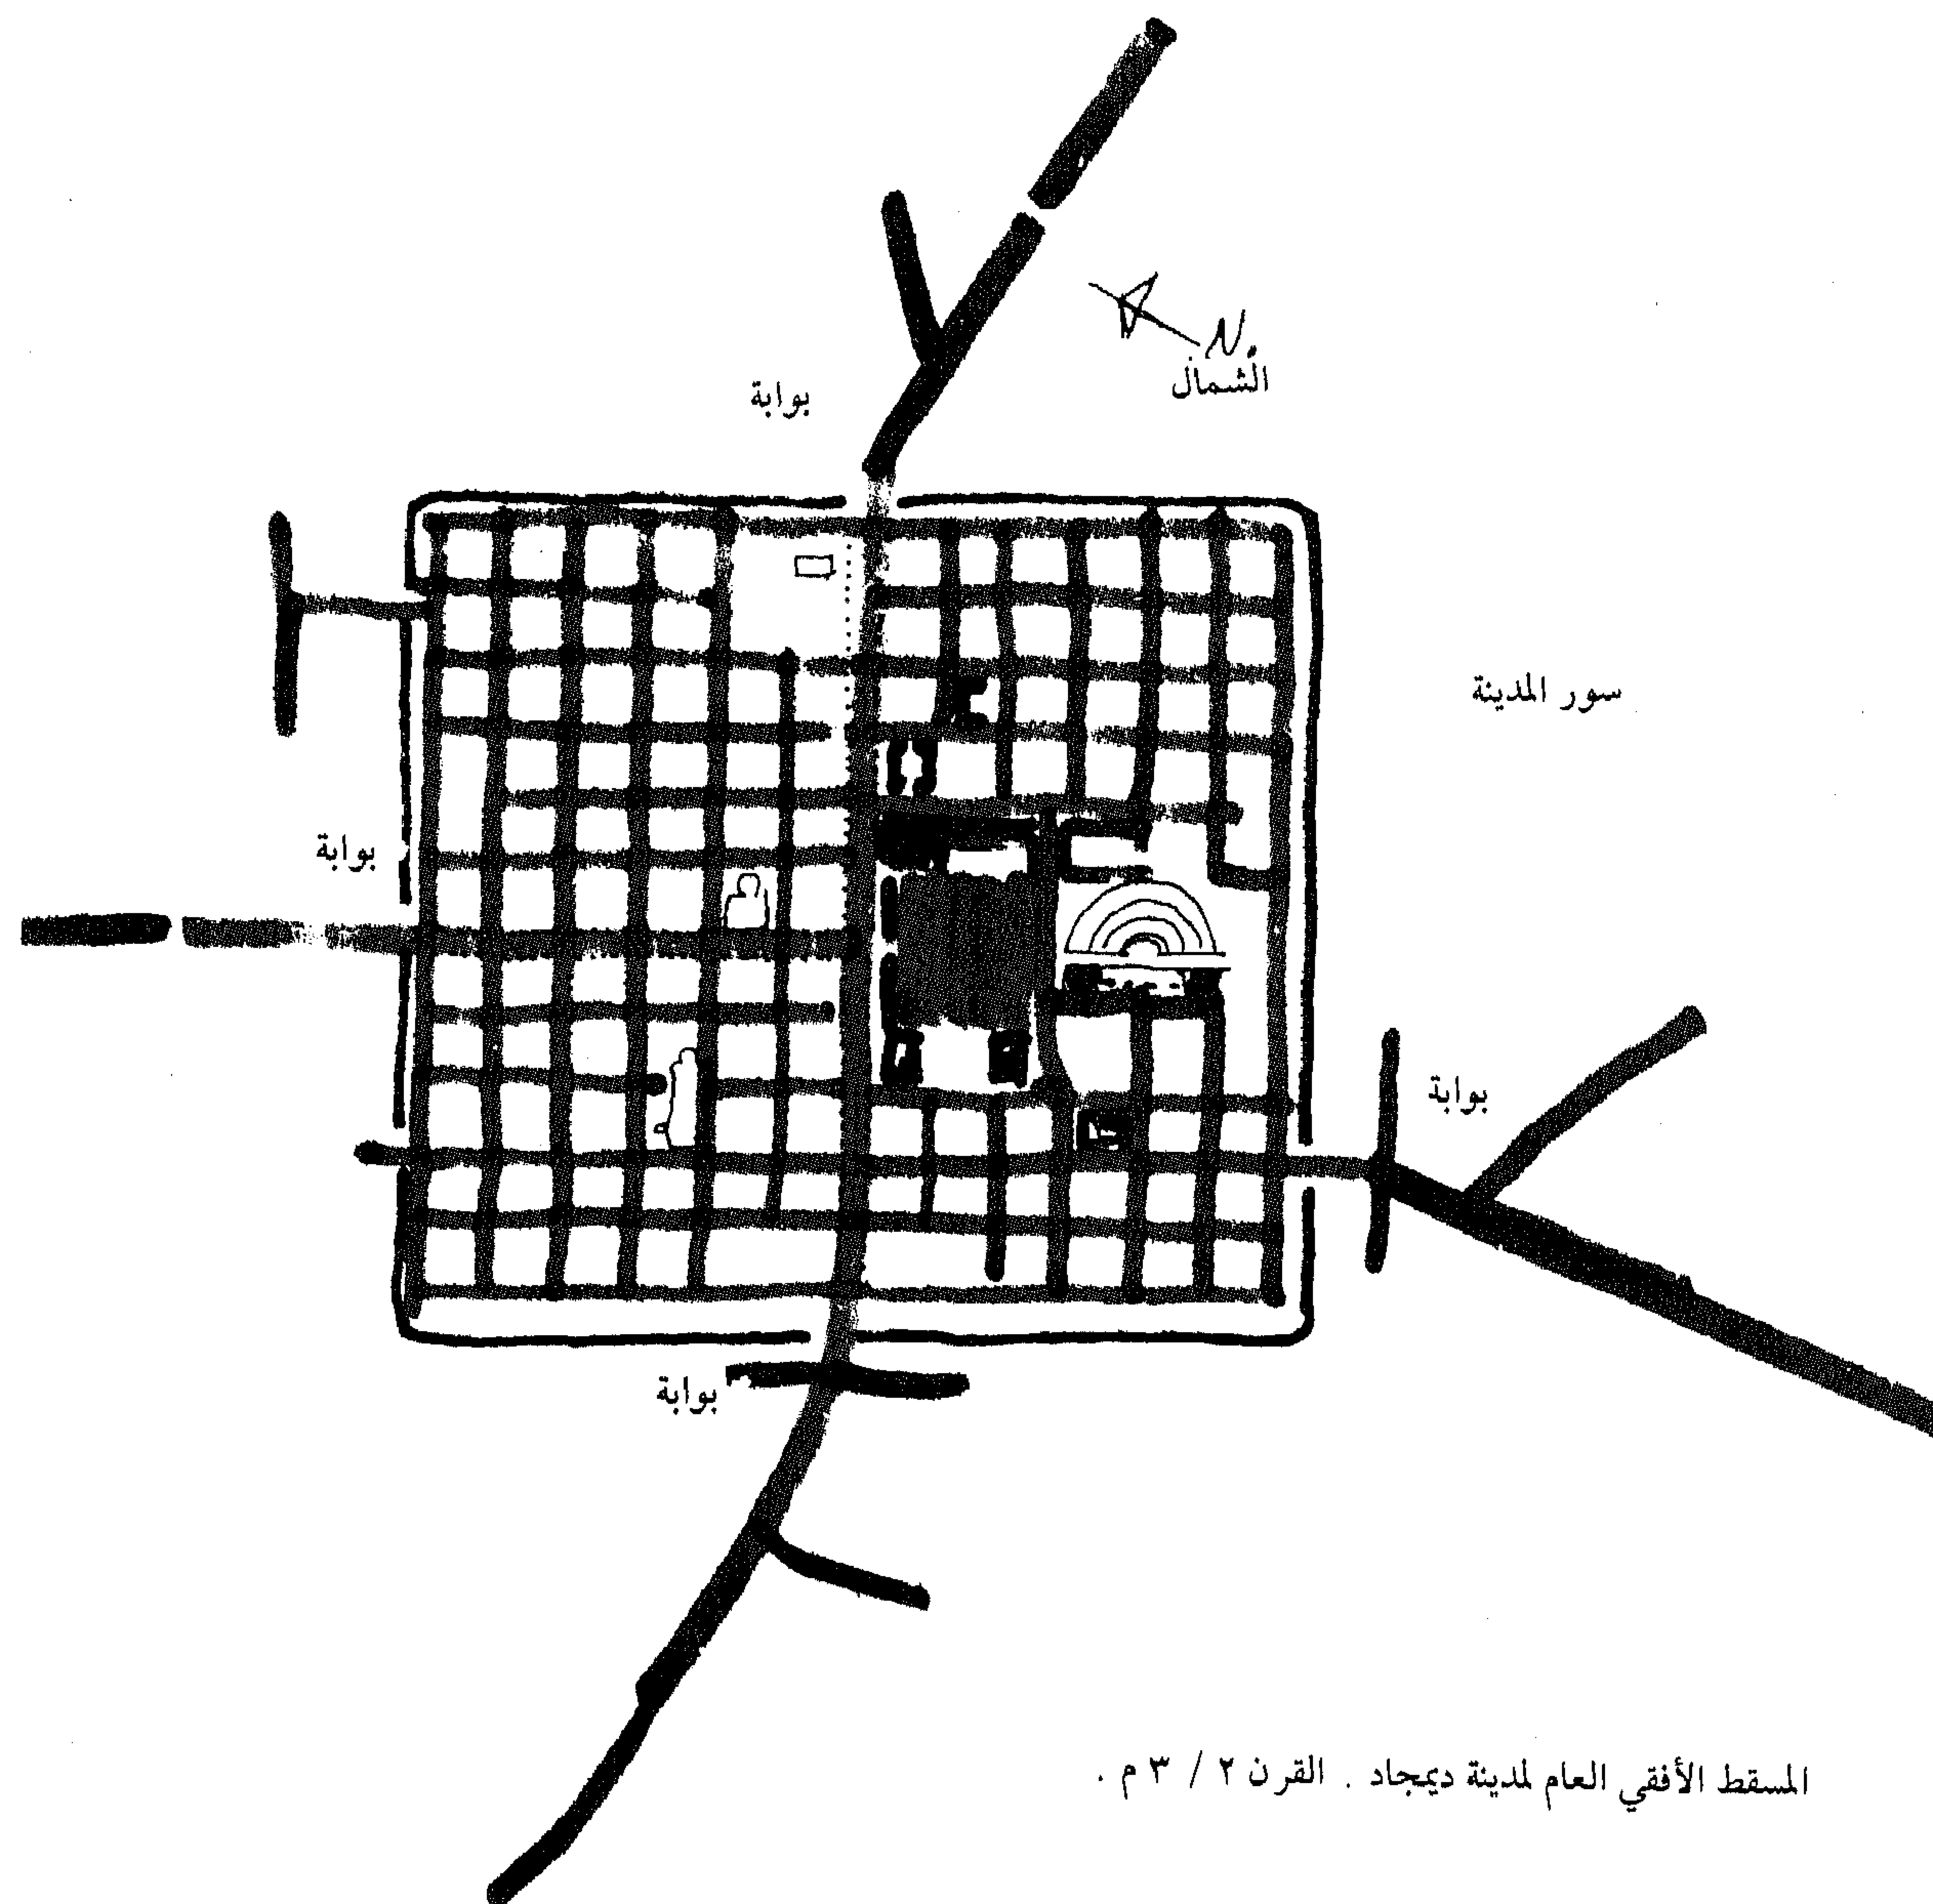 N.
الشمال
بوابة
سور المدينة
بوابة
بوابة
بوابة
المسقط الأفقي العام لمدينة ديمجاد . القرن ٢ / ٣ م .